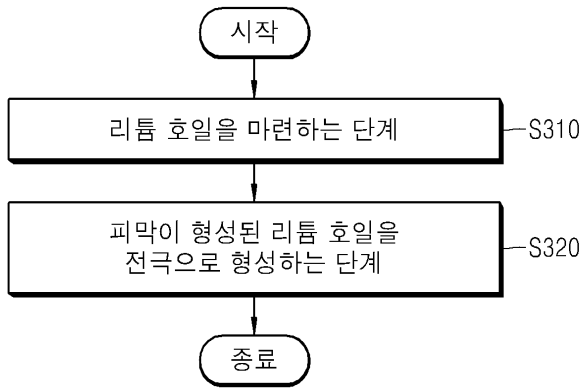 시작
리튬 호일을 마련하는 단계
S310
피막이 형성된 리튬 호일을
전극으로 형성하는 단계
S320
종료